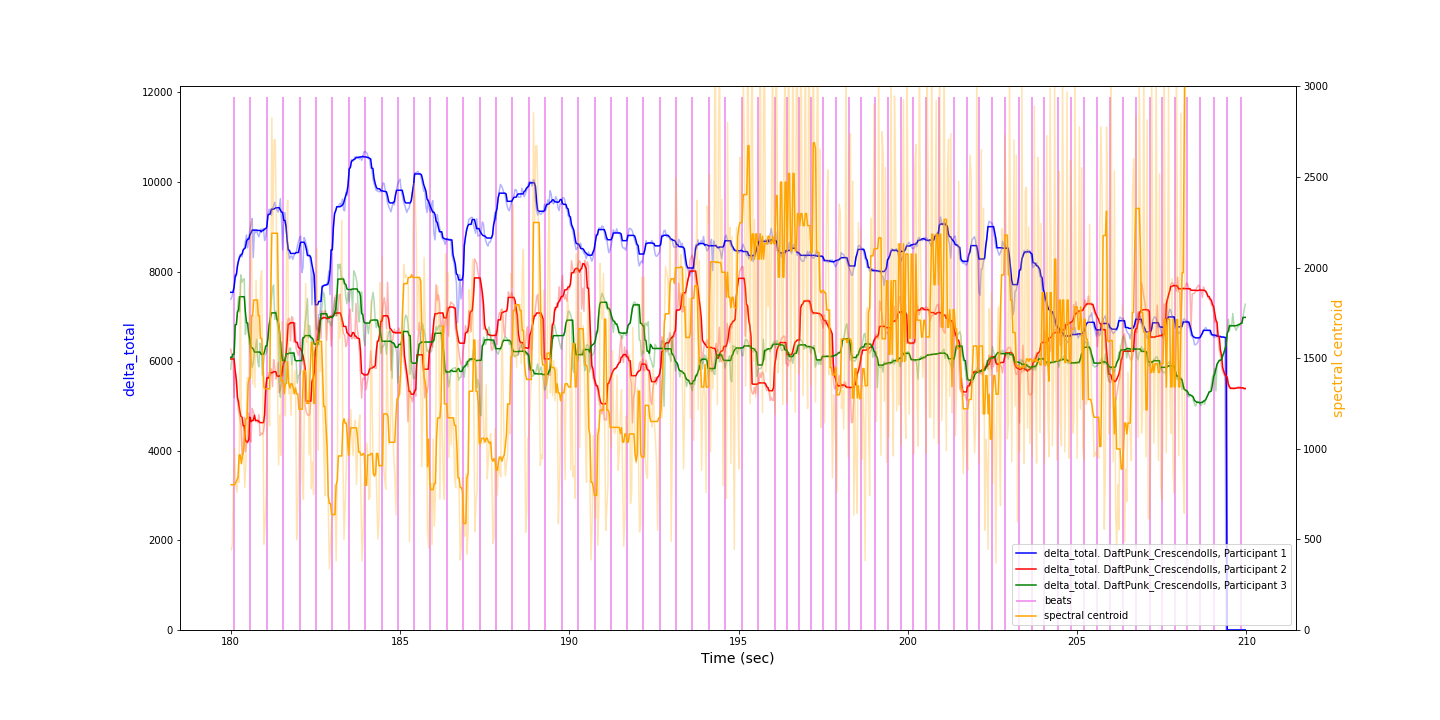 12000
10000
8000
6000
4000
2000
0
delta_total
3000
2500
2000
1500
1000
500
0
spectral centroid
delta_total. DaftPunk_Crescendolls, Participant 1
delta_total. DaftPunk_Crescendolls, Participant 2
delta_total. DaftPunk_Crescendolls, Participant 3
beats
spectral centroid
180
185
190
195
200
205
210
Time (sec)